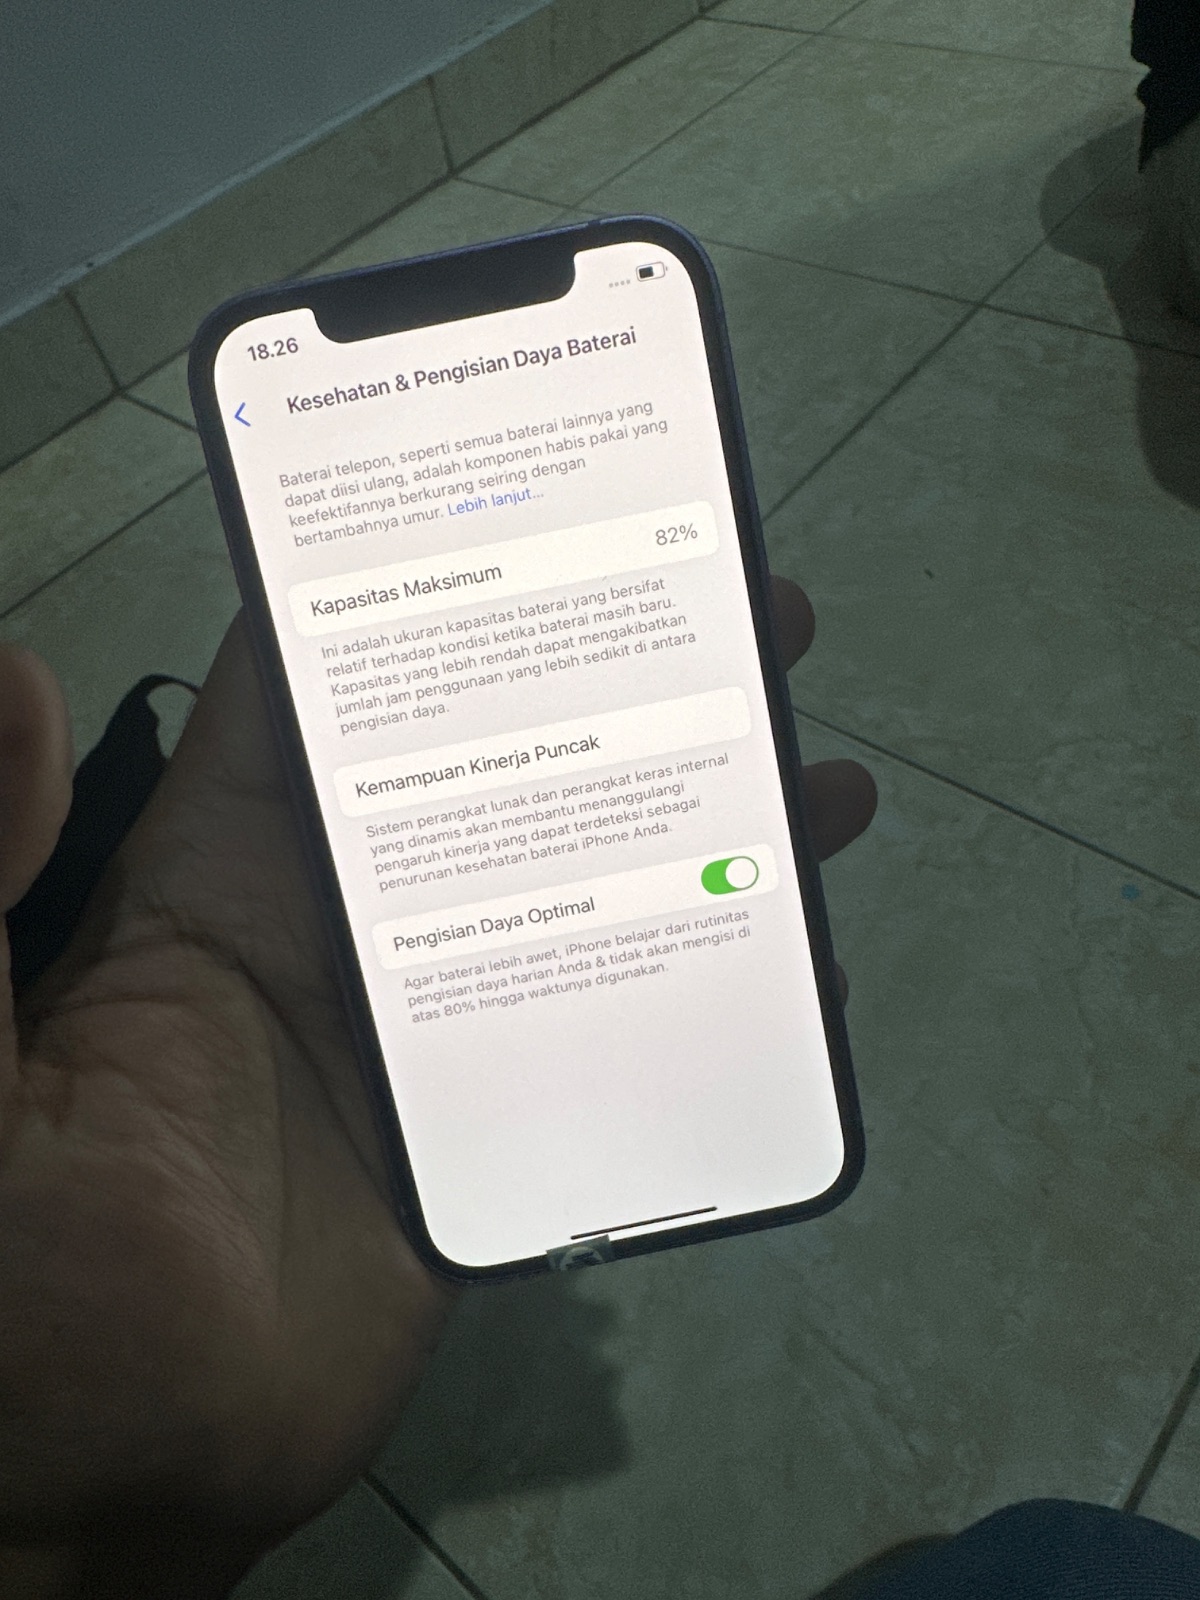 18.26
Kesehatan & Pengisian Daya Baterai
Baterai telepon, seperti semua baterai lainnya yang
dapat diisi ulang, adalah komponen habis pakai yang
keefektifannya berkurang seiring dengan
bertambahnya umur. Lebih lanjut...
Kapasitas Maksimum 82%
Ini adalah ukuran kapasitas baterai yang bersifat
relatif terhadap kondisi ketika baterai masih baru.
Kapasitas yang lebih rendah dapat mengakibatkan
jumlah jam penggunaan yang lebih sedikit di antara
pengisian daya.
Kemampuan Kinerja Puncak
Sistem perangkat lunak dan perangkat keras internal
yang dinamis akan membantu menanggulangi
pengaruh kinerja yang dapat terdeteksi sebagai
penurunan kesehatan baterai iPhone Anda.
Pengisian Daya Optimal
Agar baterai lebih awet, iPhone belajar dari rutinitas
pengisian daya harian Anda & tidak akan mengisi di
atas 80% hingga waktunya digunakan.